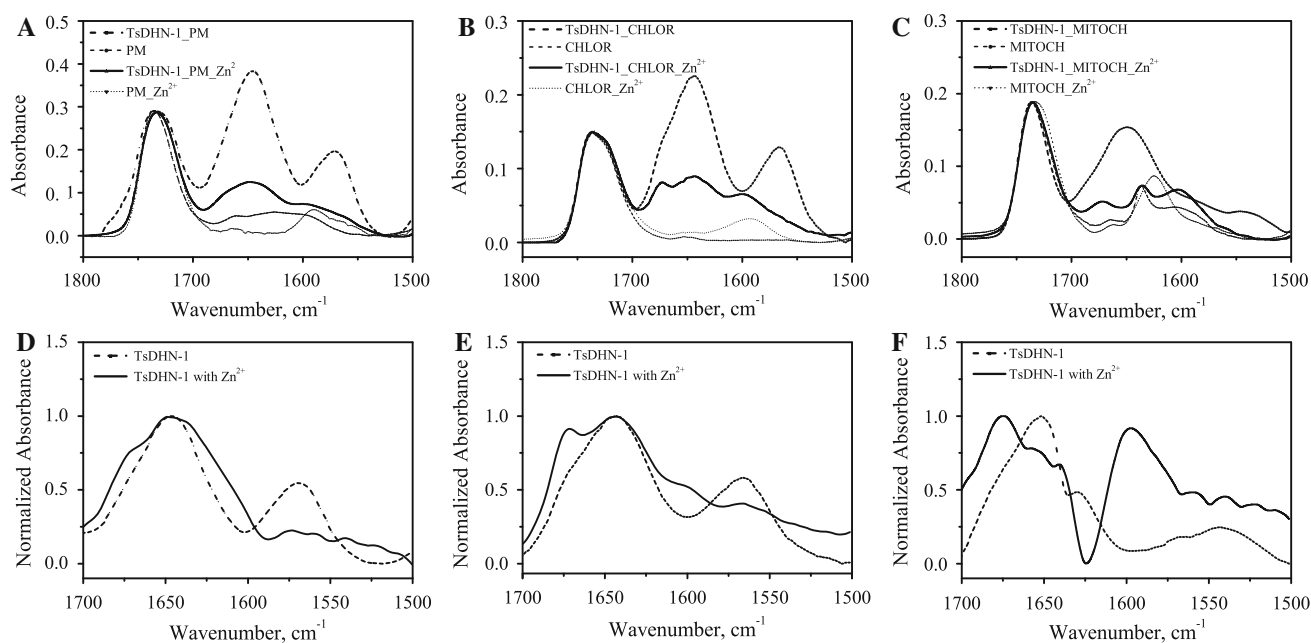 A
0.5
0.4
0.3
0.2
0.1
0.0
Absorbance
TsDHN-1_PM
PM
TsDHN-1_PM_Zn²
PM_Zn²⁺
1800 1700 1600 1500
Wavenumber, cm⁻¹
B
0.3
0.2
0.1
0.0
Absorbance
TsDHN-1_CHLOR
CHLOR
TsDHN-1_CHLOR_Zn²⁺
CHLOR_Zn²⁺
1800 1700 1600 1500
Wavenumber, cm⁻¹
C
0.3
0.2
0.1
0.0
Absorbance
TsDHN-1_MITOCH
MITOCH
TsDHN-1_MITOCH_Zn²⁺
MITOCH_Zn²⁺
1800 1700 1600 1500
Wavenumber, cm⁻¹
D
1.5
1.0
0.5
0.0
Normalized Absorbance
TsDHN-1
TsDHN-1 with Zn²⁺
1700 1650 1600 1550 1500
Wavenumber, cm⁻¹
E
1.5
1.0
0.5
0.0
Normalized Absorbance
TsDHN-1
TsDHN-1 with Zn²⁺
1700 1650 1600 1550 1500
Wavenumber, cm⁻¹
F
1.5
1.0
0.5
0.0
Normalized Absorbance
TsDHN-1
TsDHN-1 with Zn²⁺
1700 1650 1600 1550 1500
Wavenumber, cm⁻¹